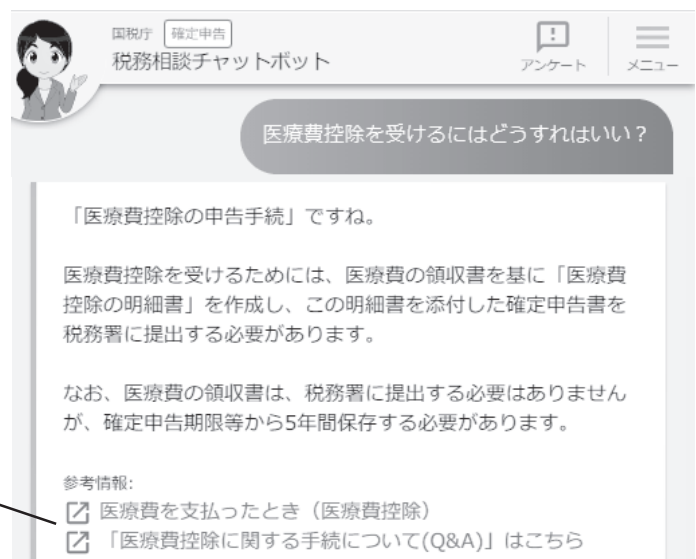 国税庁 確定申告
税務相談チャットボット
アンケート
メニュー
医療費控除を受けるにはどうすればいい？
「医療費控除の申告手続」ですね。
医療費控除を受けるためには、医療費の領収書を基に「医療費
控除の明細書」を作成し、この明細書を添付した確定申告書を
税務署に提出する必要があります。
なお、医療費の領収書は、税務署に提出する必要はありません
が、確定申告期限等から5年間保存する必要があります。
参考情報:
医療費を支払ったとき（医療費控除）
「医療費控除に関する手続について(Q&A)」はこちら